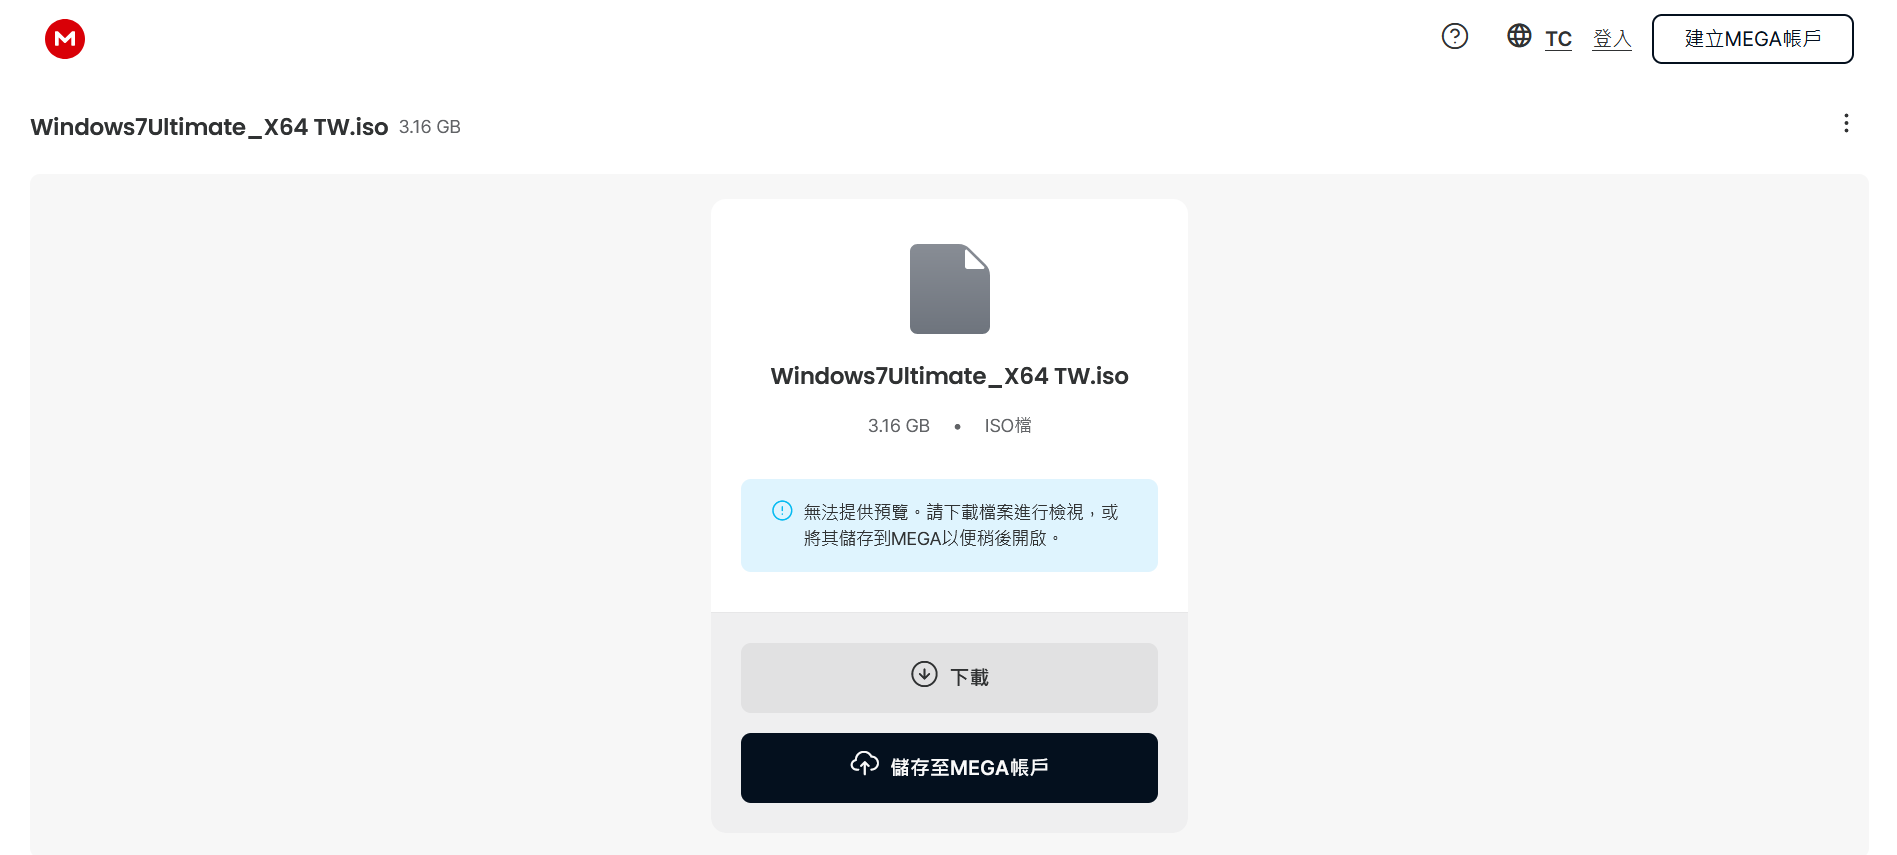 TC 登入 建立MEGA帳戶
Windows7Ultimate_X64 TW.iso 3.16 GB
Windows7Ultimate_X64 TW.iso
3.16 GB • ISO檔
無法提供預覽。請下載檔案進行檢視，或
將其儲存到MEGA以便稍後開啟。
下載
儲存至MEGA帳戶